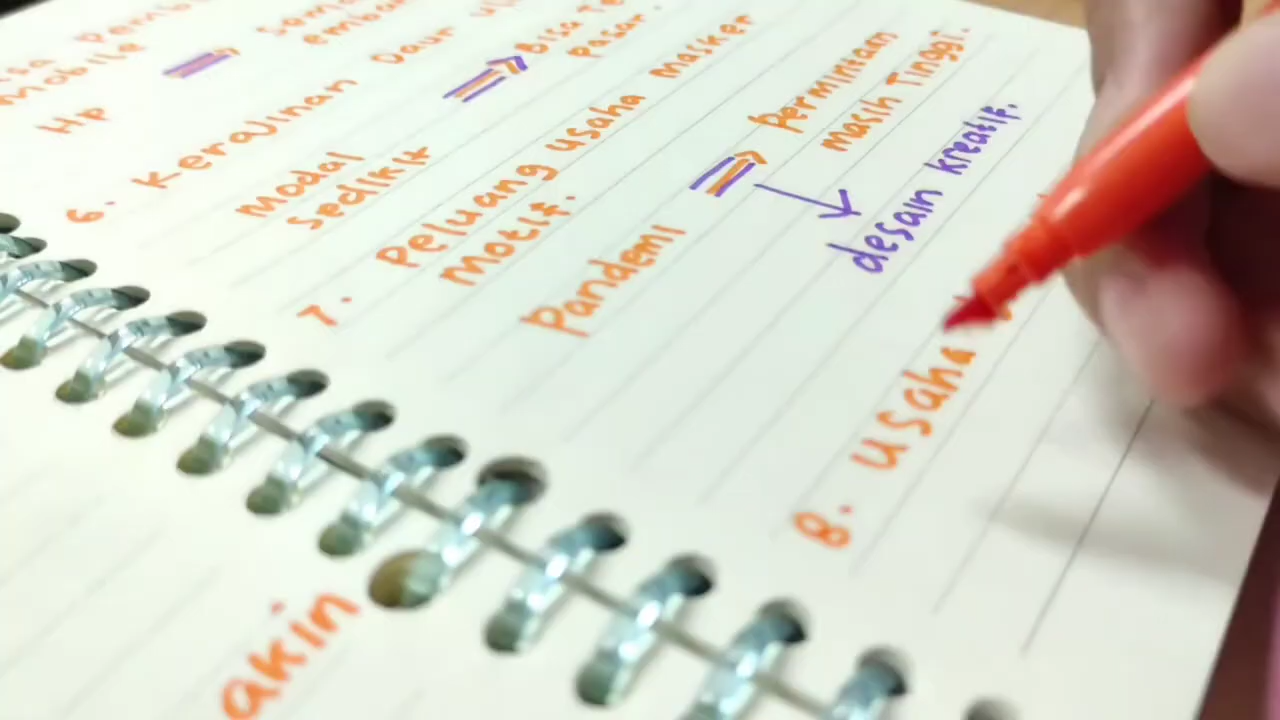 mobile
HP
6. Kerajinan Daur
Modal
Sedikit
Bisa Te
Pasar.
7. Peluang usaha masker
Motif.
Pandemi
Permintaan
masih Tinggi.
desain kreatif.
8. Usaha
akin